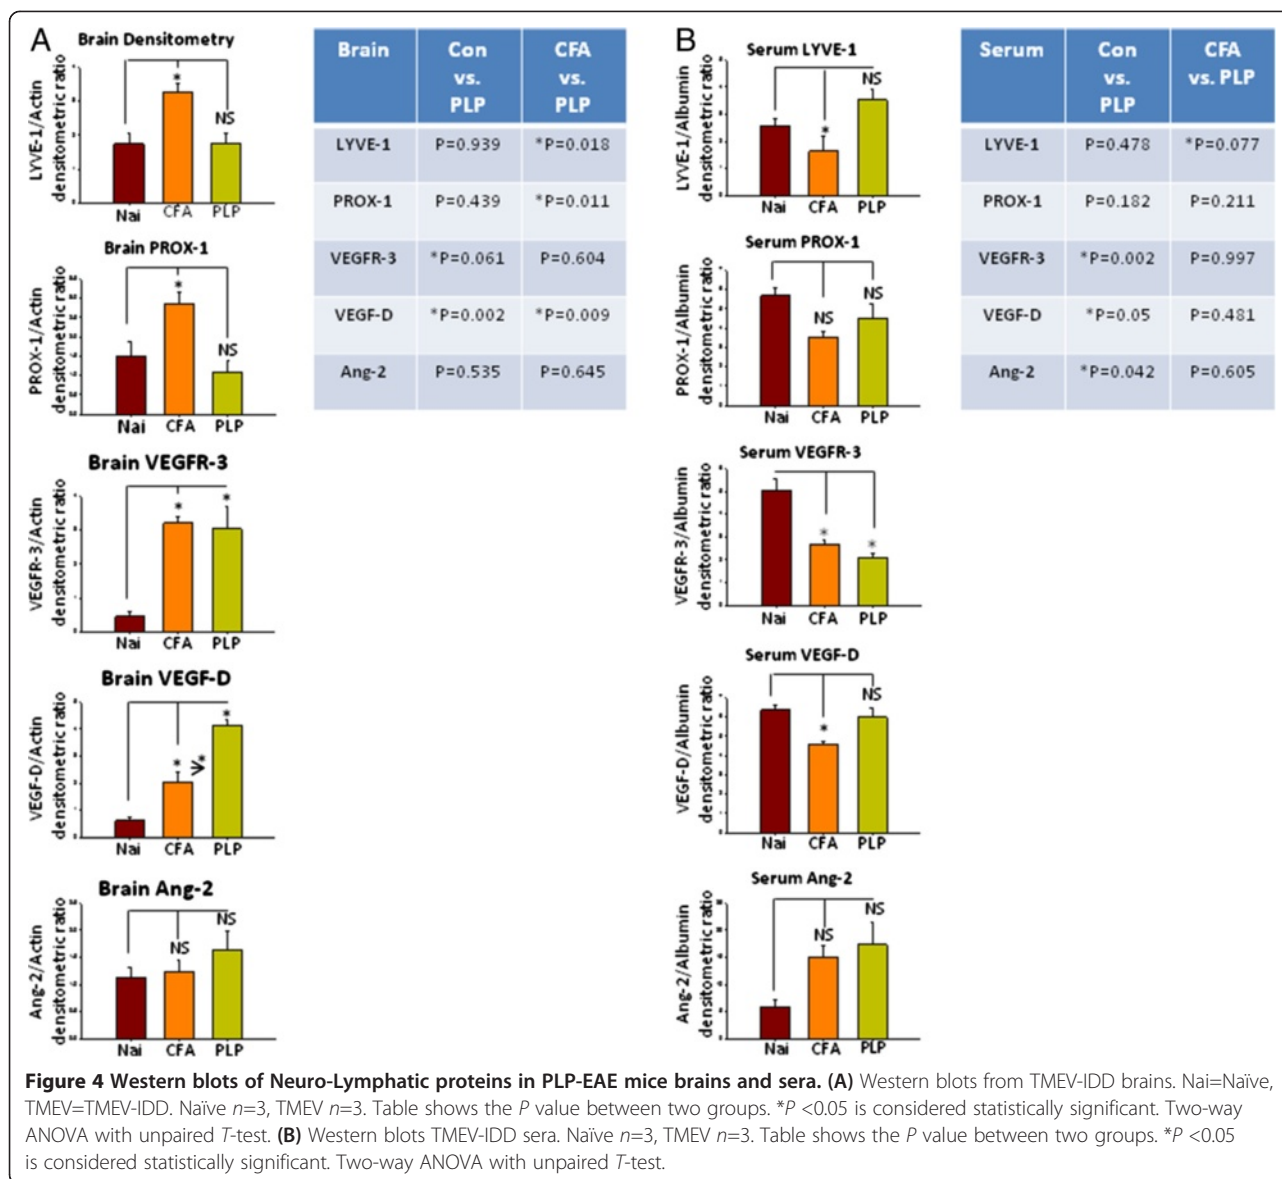 A
Brain Densitometry
LYVE-1/Actin
densitometric ratio
*
NS
Nai CFA PLP
Brain PROX-1
PROX-1/Actin
densitometric ratio
*
NS
Nai CFA PLP
Brain VEGFR-3
VEGFR-3/Actin
densitometric ratio
*
*
Nai CFA PLP
Brain VEGF-D
VEGF-D/Actin
densitometric ratio
*
*
*
Nai CFA PLP
Brain Ang-2
Ang-2/Actin
densitometric ratio
NS
NS
Nai CFA PLP
Brain Con vs. PLP CFA vs. PLP
LYVE-1 P=0.939 *P=0.018
PROX-1 P=0.439 *P=0.011
VEGFR-3 *P=0.061 P=0.604
VEGF-D *P=0.002 *P=0.009
Ang-2 P=0.535 P=0.645
B
Serum LYVE-1
LYVE-1/Albumin
densitometric ratio
*
NS
Nai CFA PLP
Serum PROX-1
PROX-1/Albumin
densitometric ratio
NS
NS
Nai CFA PLP
Serum VEGFR-3
VEGFR-3/Albumin
densitometric ratio
*
*
Nai CFA PLP
Serum VEGF-D
VEGF-D/Albumin
densitometric ratio
*
NS
Nai CFA PLP
Serum Ang-2
Ang-2/Albumin
densitometric ratio
NS
NS
Nai CFA PLP
Serum Con vs. PLP CFA vs. PLP
LYVE-1 P=0.478 *P=0.077
PROX-1 P=0.182 P=0.211
VEGFR-3 *P=0.002 P=0.997
VEGF-D *P=0.05 P=0.481
Ang-2 *P=0.042 P=0.605
Figure 4 Western blots of Neuro-Lymphatic proteins in PLP-EAE mice brains and sera. (A) Western blots from TMEV-IDD brains. Nai=Naïve,
TMEV=TMEV-IDD. Naïve n=3, TMEV n=3. Table shows the P value between two groups. *P <0.05 is considered statistically significant. Two-way
ANOVA with unpaired T-test. (B) Western blots TMEV-IDD sera. Naïve n=3, TMEV n=3. Table shows the P value between two groups. *P <0.05
is considered statistically significant. Two-way ANOVA with unpaired T-test.